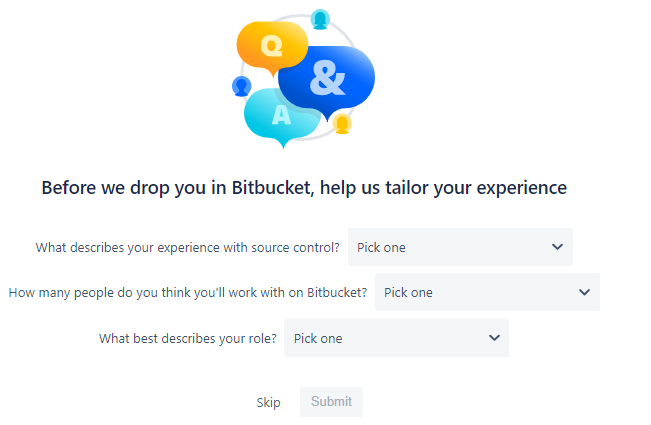 Q
&
A
Before we drop you in Bitbucket, help us tailor your experience
What describes your experience with source control? Pick one
How many people do you think you'll work with on Bitbucket? Pick one
What best describes your role? Pick one
Skip Submit